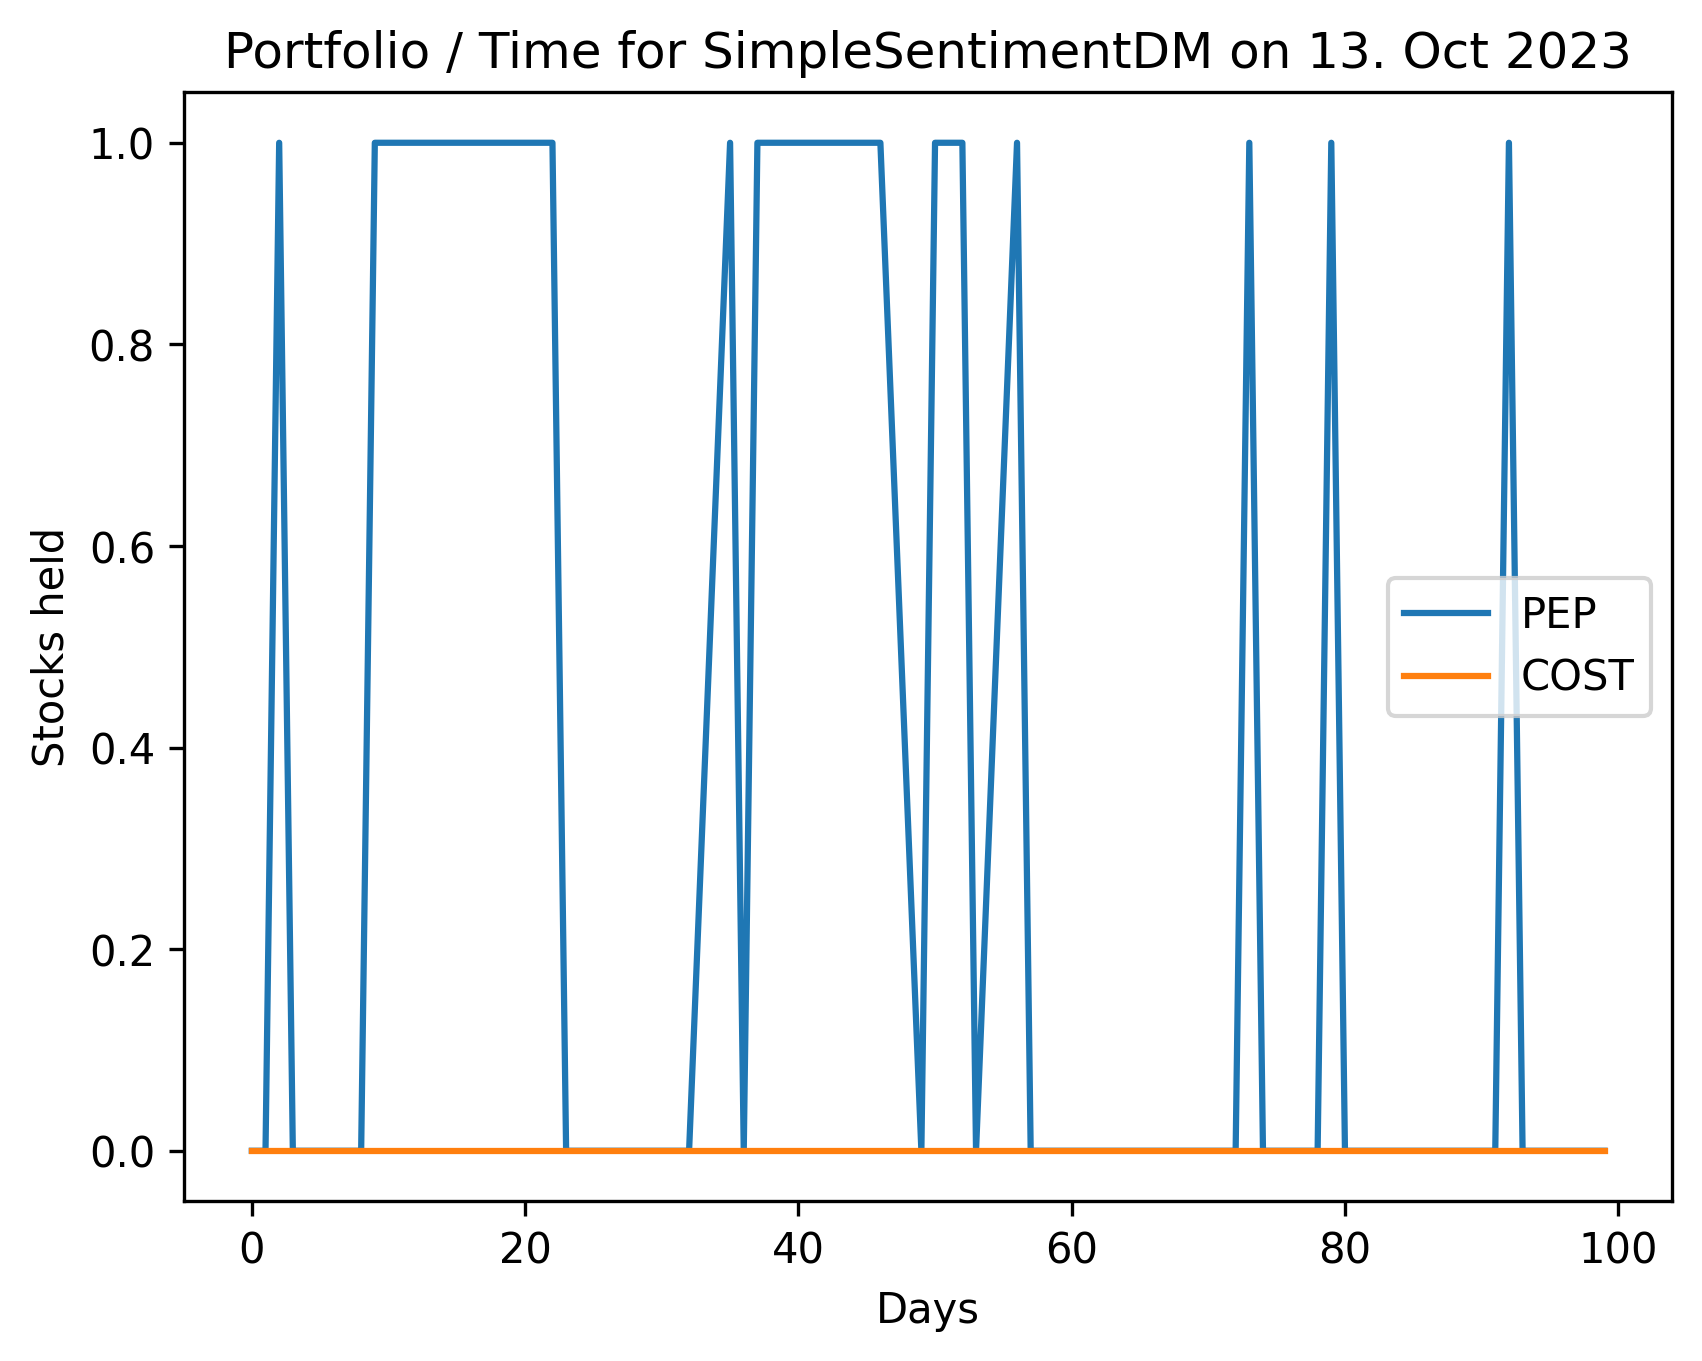 Portfolio / Time for SimpleSentimentDM on 13. Oct 2023
1.0
0.8
0.6
0.4
0.2
0.0
Stocks held
PEP
COST
0 20 40 60 80 100
Days